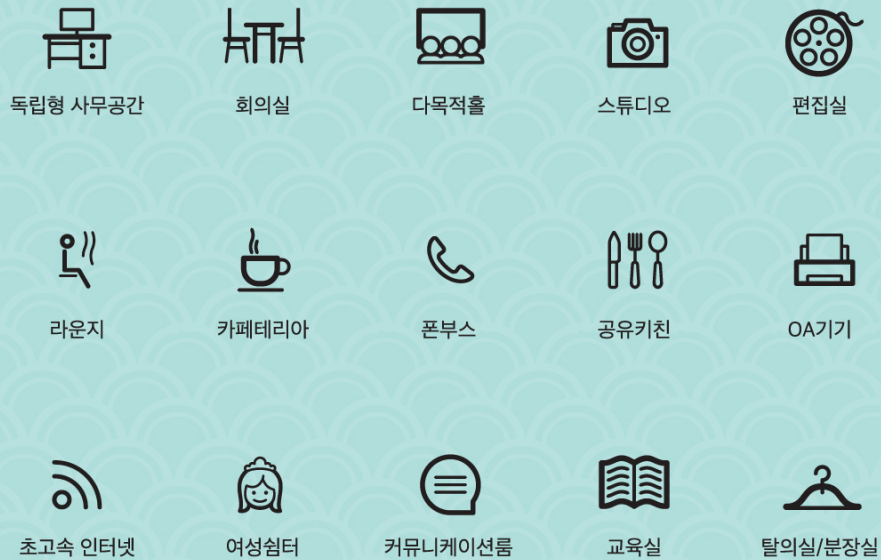 독립형 사무공간
회의실
다목적홀
스튜디오
편집실
라운지
카페테리아
폰부스
공유키친
OA기기
초고속 인터넷
여성쉼터
커뮤니케이션룸
교육실
탈의실/분장실